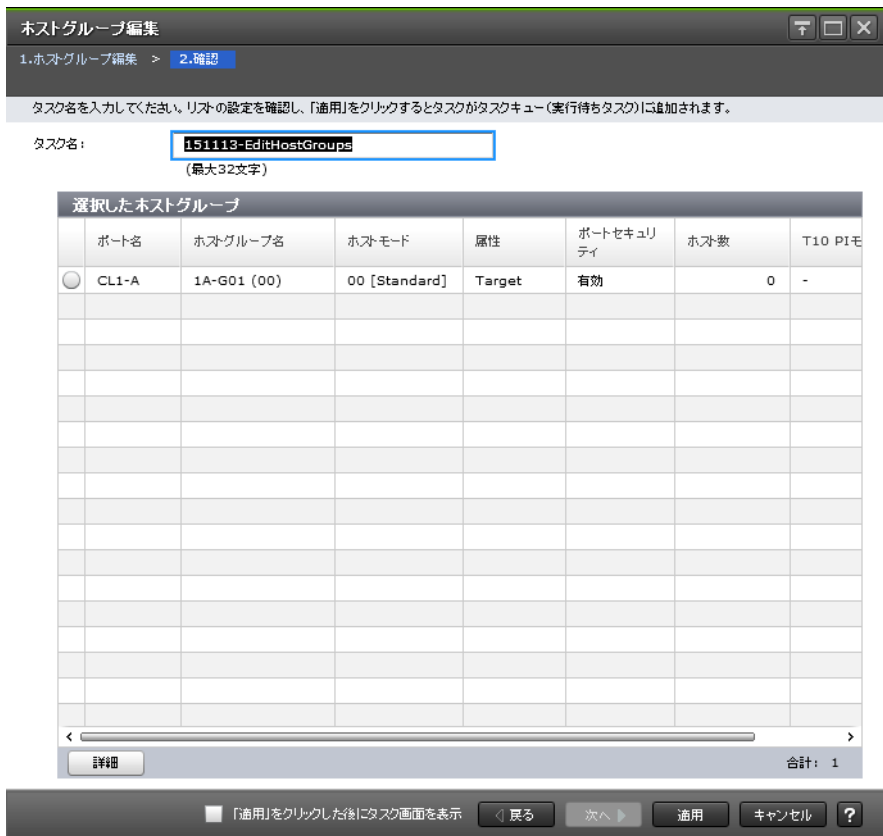 ホストグループ編集
1.ホストグループ編集 > 2.確認
タスク名を入力してください。リストの設定を確認し、「適用」をクリックするとタスクがタスクキュー(実行待ちタスク)に追加されます。
タスク名:
151113-EditHostGroups
(最大32文字)
選択したホストグループ
ポート名 ホストグループ名 ホストモード 属性 ポートセキュリティ ホスト数 T10 PIモ
CL1-A 1A-G01 (00) 00 [Standard] Target 有効 0 -
詳細 合計: 1
「適用」をクリックした後にタスク画面を表示 戻る 次へ 適用 キャンセル ?